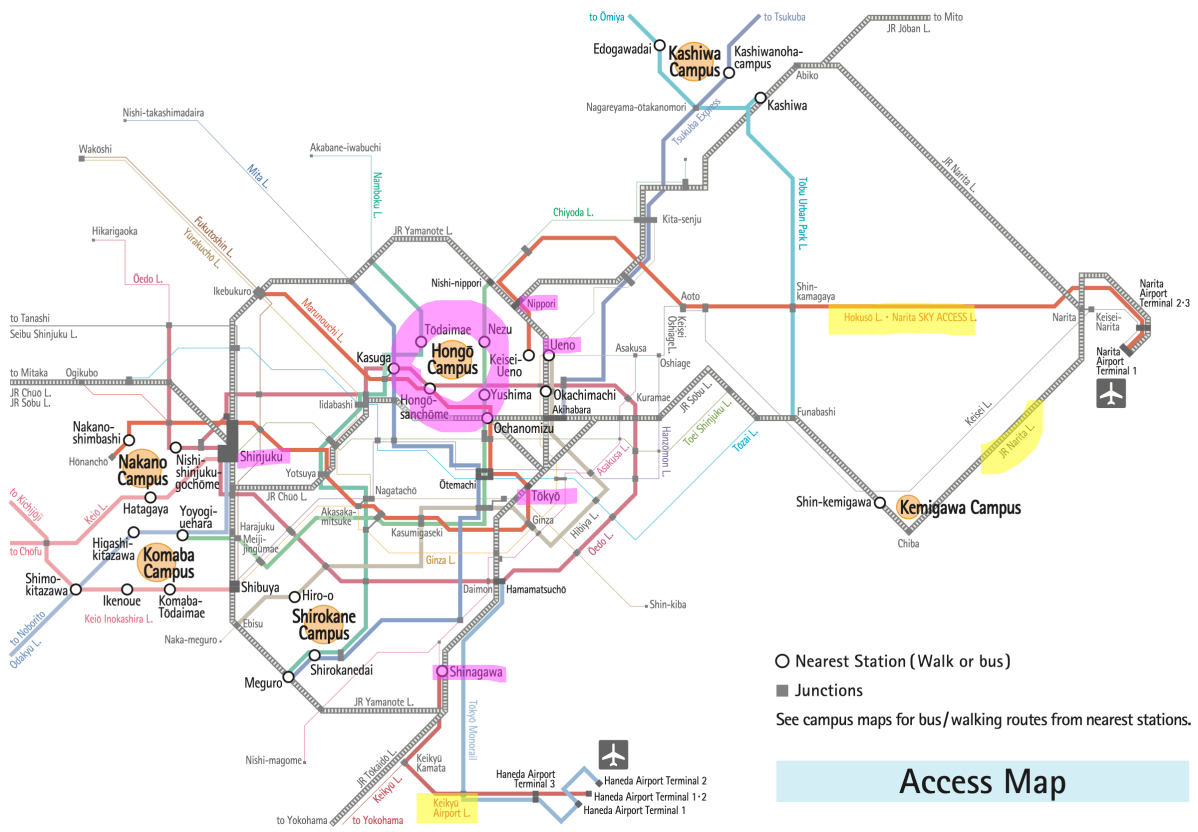 to Ōmiya
to Tsukuba
to Mito
JR Jōban L.
Edogawadai
Kashiwa
Campus
Kashiwanoha-
campus
Abiko
Nagareyama-ōtakanomori
Kashiwa
Tsukuba Express
Nishi-takashimadaira
Wakōshi
Akabane-iwabuchi
Mita L.
Namboku L.
JR Narita L.
Tōbu Urban Park L.
Hikarigaoka
Fukutoshin L.
Yūrakuchō L.
Chiyoda L.
Kita-senju
JR Yamanote L.
Ōedo L.
Ikebukuro
Nishi-nippori
Nippori
Marunouchi L.
Aoto
Shin-
kamagaya
Hokusō L. • Narita SKY ACCESS L.
Narita
Airport
Terminal 2•3
Narita
Keisei-
Narita
Narita
Airport
Terminal 1
Keisei
Oshiage L.
to Tanashi
Seibu Shinjuku L.
Tōdaimae
Nezu
Hongō
Campus
Keisei-
Ueno
Ueno
Asakusa
Oshiage
Kasuga
to Mitaka
Ogikubo
JR Chūō L.
JR Sōbu L.
Iidabashi
Hongō-
sanchōme
Yushima
Okachimachi
Akihabara
Kuramae
JR Sōbu L.
Ochanomizu
Funabashi
Keisei L.
JR Narita L.
Toei Shinjuku L.
Tōzai L.
Hanzōmon L.
Asakusa L.
Nakano-
shimbashi
Hōnanchō
Nakano
Campus
Nishi-
shinjuku-
gochōme
Shinjuku
Yotsuya
JR Chūō L.
Ōtemachi
Nagatachō
Tōkyō
Akasaka-
mitsuke
Kasumigaseki
Ginza
Hibiya L.
Ōedo L.
Ginza L.
Shin-kemigawa
Kemigawa Campus
Chiba
to Kichijōji
to Chōfu
Keiō L.
Hatagaya
Yoyogi-
uehara
Higashi-
kitazawa
Harajuku
Meiji-
jingūmae
Komaba
Campus
Shimo-
kitazawa
Ikenoue
Komaba-
Tōdaimae
Shibuya
Keiō Inokashira L.
to Noborito
Odakyū L.
Hiro-o
Shirokane
Campus
Ebisu
Naka-meguro
Shirokanedai
Meguro
JR Yamanote L.
Daimon
Hamamatsuchō
Shin-kiba
Shinagawa
Tōkyō Monorail
Nishi-magome
JR Tōkaidō L.
Keikyū L.
Keikyū
Kamata
to Yokohama
to Yokohama
Keikyū
Airport L.
Haneda Airport
Terminal 3
Haneda Airport Terminal 2
Haneda Airport Terminal 1•2
Haneda Airport Terminal 1
Nearest Station (Walk or bus)
Junctions
See campus maps for bus/walking routes from nearest stations.
Access Map